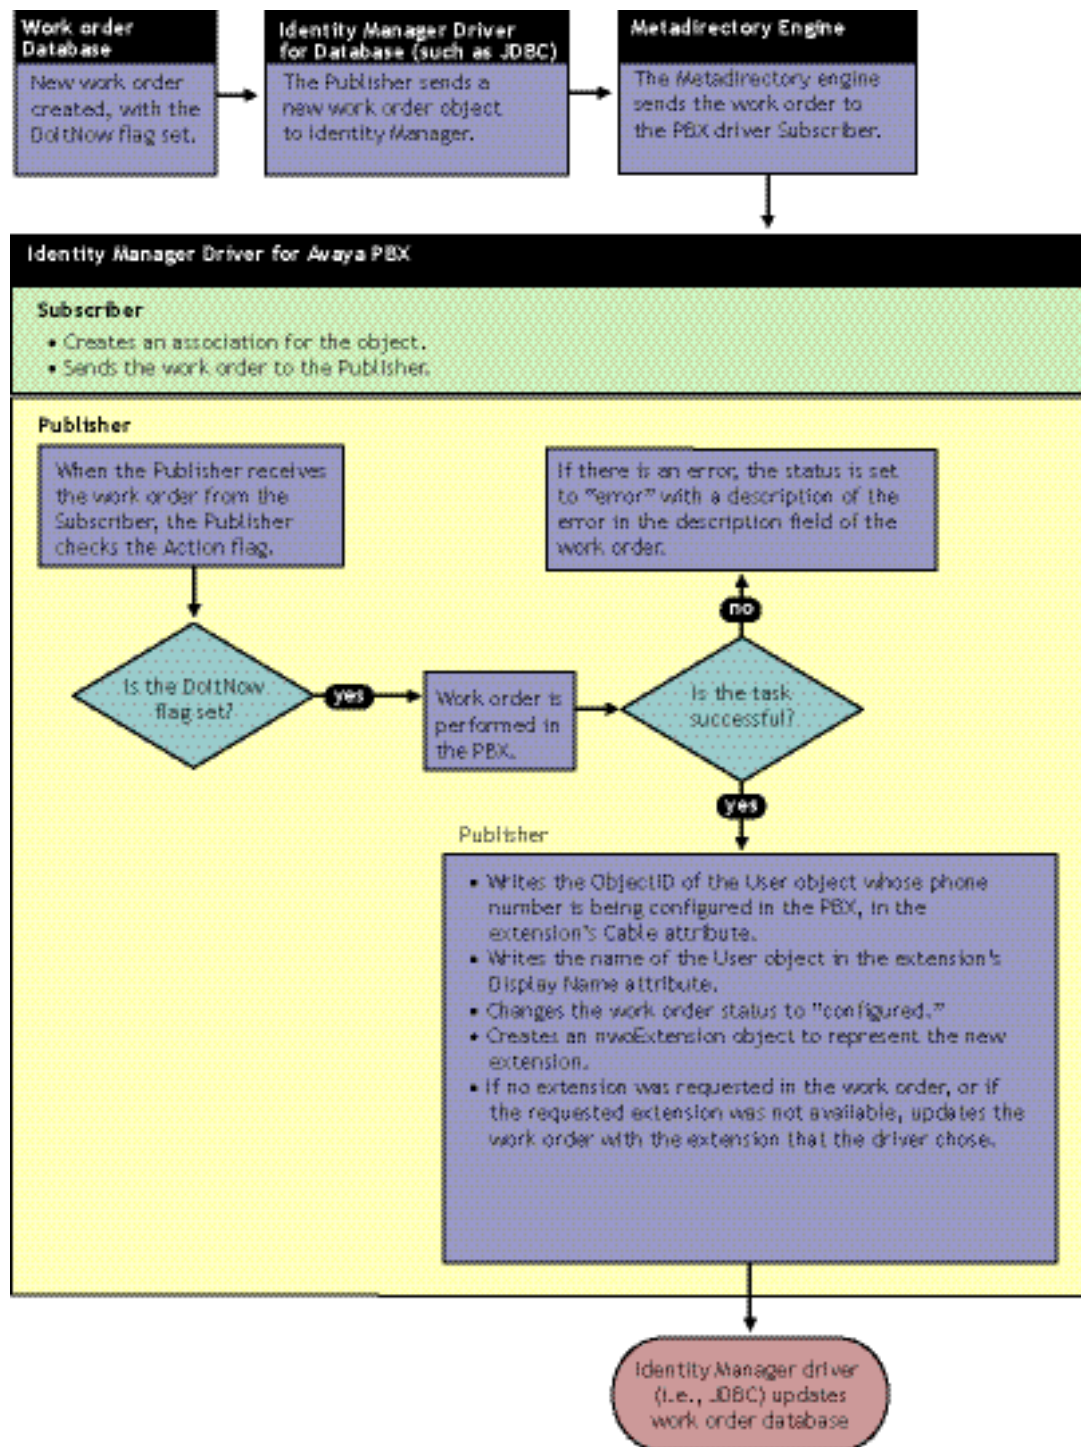 Work order
Database
New work order
created, with the
DoItNow flag set.
Identity Manager Driver
for Database (such as JDBC)
The Publisher sends a
new work order object
to Identity Manager.
Metadirectory Engine
The Metadirectory engine
sends the work order to
the PBX driver Subscriber.
Identity Manager Driver for Avaya PBX
Subscriber
• Creates an association for the object.
• Sends the work order to the Publisher.
Publisher
When the Publisher receives
the work order from the
Subscriber, the Publisher
checks the Action flag.
If there is an error, the status is set
to "error" with a description of the
error in the description field of the
work order.
no
Is the DoItNow
flag set?
yes
Work order is
performed in
the PBX.
Is the task
successful?
yes
Publisher
• Writes the ObjectID of the User object whose phone
number is being configured in the PBX, in the
extension's Cable attribute.
• Writes the name of the User object in the extension's
Display Name attribute.
• Changes the work order status to "configured."
• Creates an nwoExtension object to represent the new
extension.
• If no extension was requested in the work order, or if
the requested extension was not available, updates the
work order with the extension that the driver chose.
Identity Manager driver
(i.e., JDBC) updates
work order database